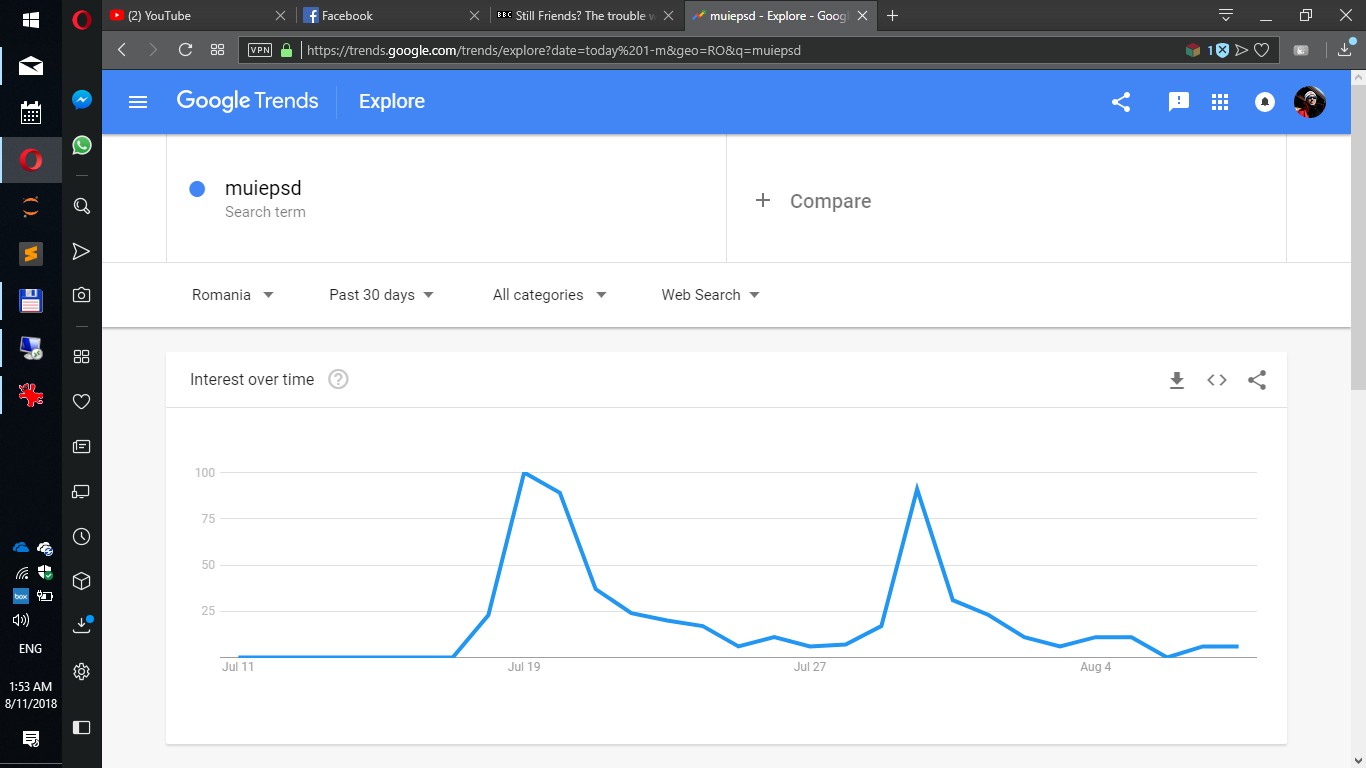 (2) YouTube
Facebook
BBC Still Friends? The trouble w
muiepsd - Explore - Goog
VPN
https://trends.google.com/trends/explore?date=today%201-m&geo=RO&q=muiepsd
1
Google Trends
Explore
muiepsd
Search term
+ Compare
Romania
Past 30 days
All categories
Web Search
Interest over time
100
75
50
25
Jul 11
Jul 19
Jul 27
Aug 4
box
ENG
1:53 AM
8/11/2018